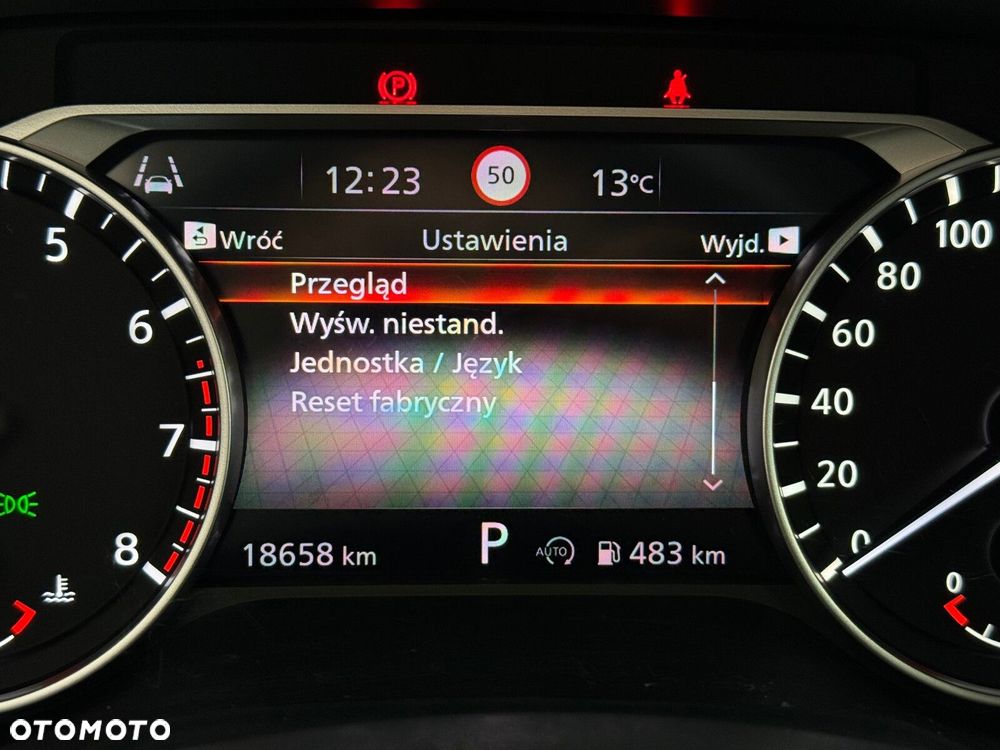 P
12:23
50
13°C
Wróć
Ustawienia
Wyjd.
Przegląd
Wyśw. niestand.
Jednostka / Język
Reset fabryczny
5
6
7
8
100
80
60
40
20
0
0
18658 km
P
AUTO
483 km
OTOMOTO